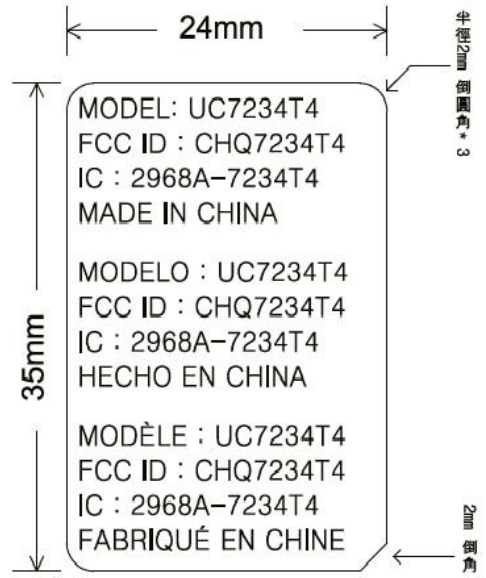 24mm
半徑2mm 倒圓角* 3
MODEL: UC7234T4
FCC ID : CHQ7234T4
IC : 2968A-7234T4
MADE IN CHINA
MODELO : UC7234T4
FCC ID : CHQ7234T4
IC : 2968A-7234T4
HECHO EN CHINA
MODÈLE : UC7234T4
FCC ID : CHQ7234T4
IC : 2968A-7234T4
FABRIQUÉ EN CHINE
35mm
2mm 倒角